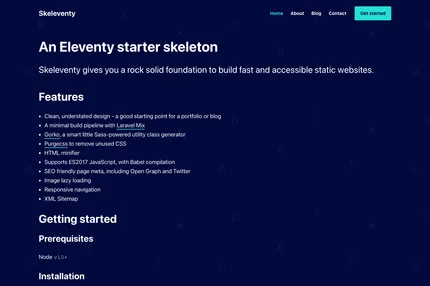 Skeleventy
Home About Blog Contact Get started
An Eleventy starter skeleton
Skeleventy gives you a rock solid foundation to build fast and accessible static websites.
Features
Clean, understated design - a good starting point for a portfolio or blog
A minimal build pipeline with Laravel Mix
Gorko, a smart little Sass-powered utility class generator
Purgecss to remove unused CSS
HTML minifier
Supports ES2017 JavaScript, with Babel compilation
SEO friendly page meta, including Open Graph and Twitter
Image lazy loading
Responsive navigation
XML Sitemap
Getting started
Prerequisites
Node v10+
Installation